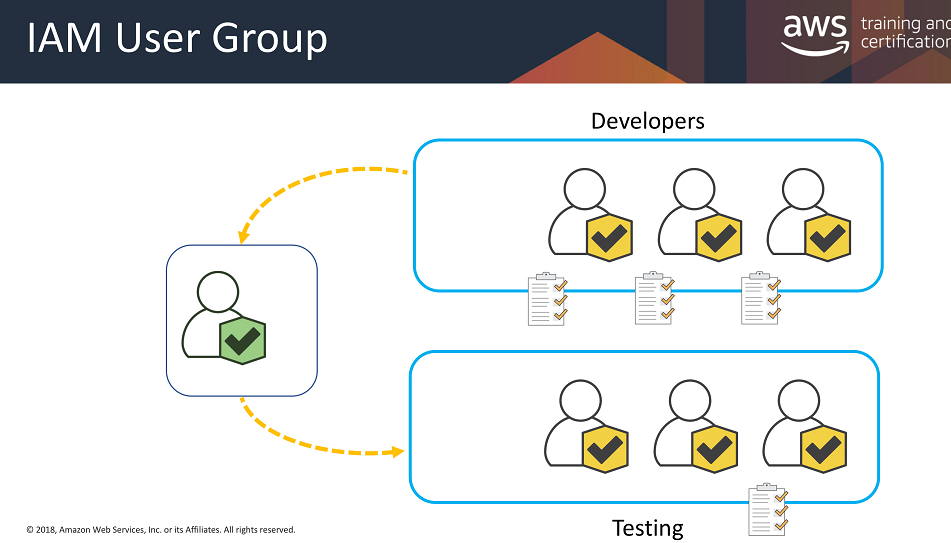 IAM User Group
aws
training and
certification
Developers
Testing
© 2018, Amazon Web Services, Inc. or its Affiliates. All rights reserved.